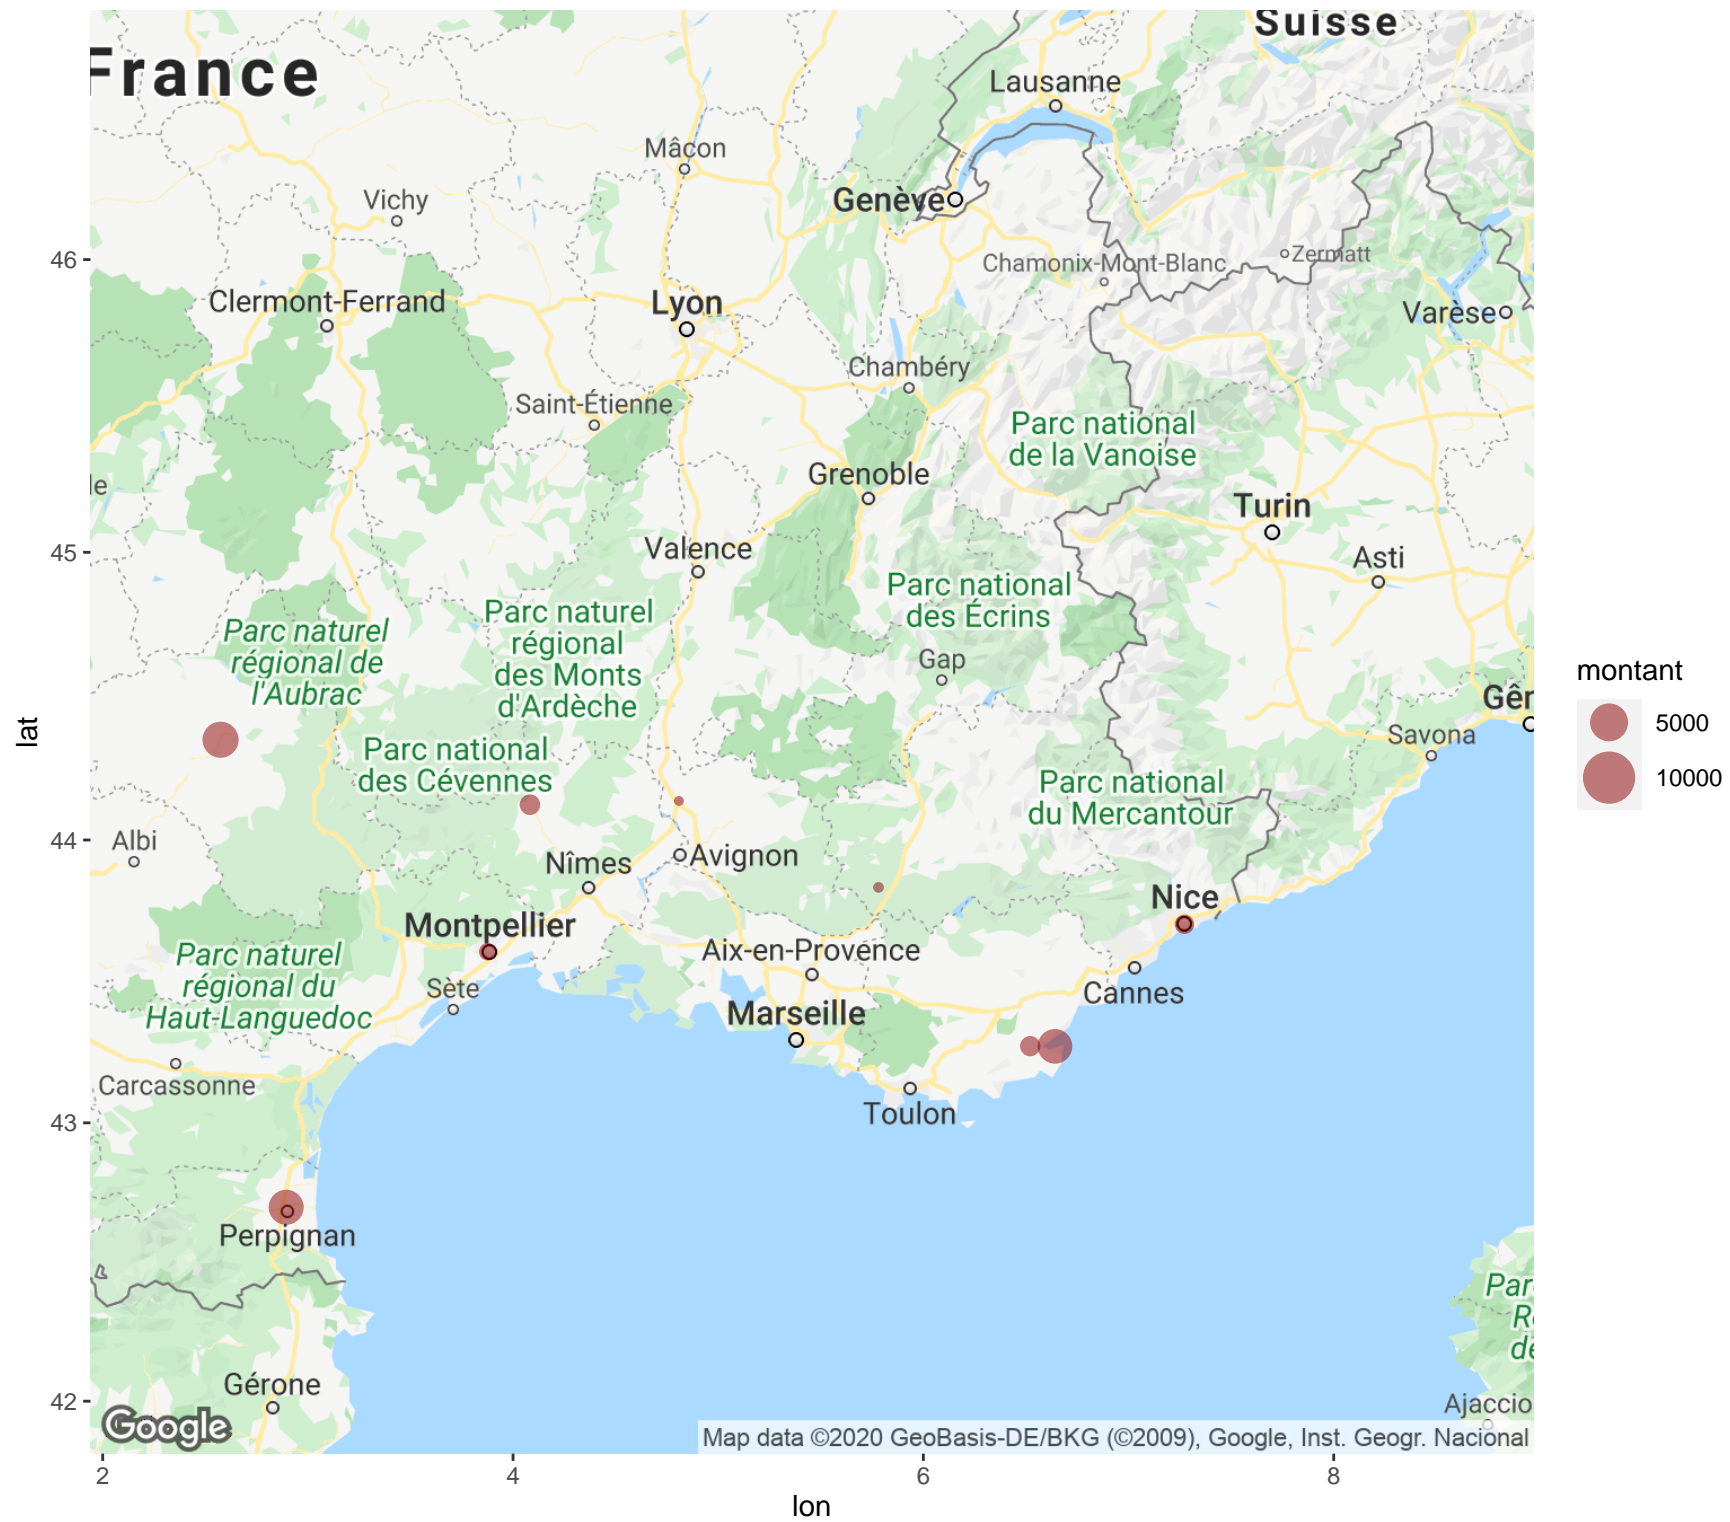 Suisse
France
Lausanne
Mâcon
Vichy
Genève
Zermatt
Chamonix-Mont-Blanc
46
Clermont-Ferrand
Lyon
Varèse
Chambéry
Saint-Étienne
Parc national
de la Vanoise
le
Grenoble
Turin
45
Valence
Asti
Parc national
des Écrins
Parc naturel
régional
des Monts
d'Ardèche
Parc naturel
régional de
l'Aubrac
Gap
montant
5000
10000
Gên
Savona
lat
Parc national
des Cévennes
Parc national
du Mercantour
44
Albi
Nîmes
Avignon
Nice
Montpellier
Aix-en-Provence
Parc naturel
régional du
Haut-Languedoc
Sète
Cannes
Marseille
Carcassonne
Toulon
43
Perpignan
Par
R
de
Gérone
42
Ajaccio
Google
Map data ©2020 GeoBasis-DE/BKG (©2009), Google, Inst. Geogr. Nacional
2
4
6
8
lon